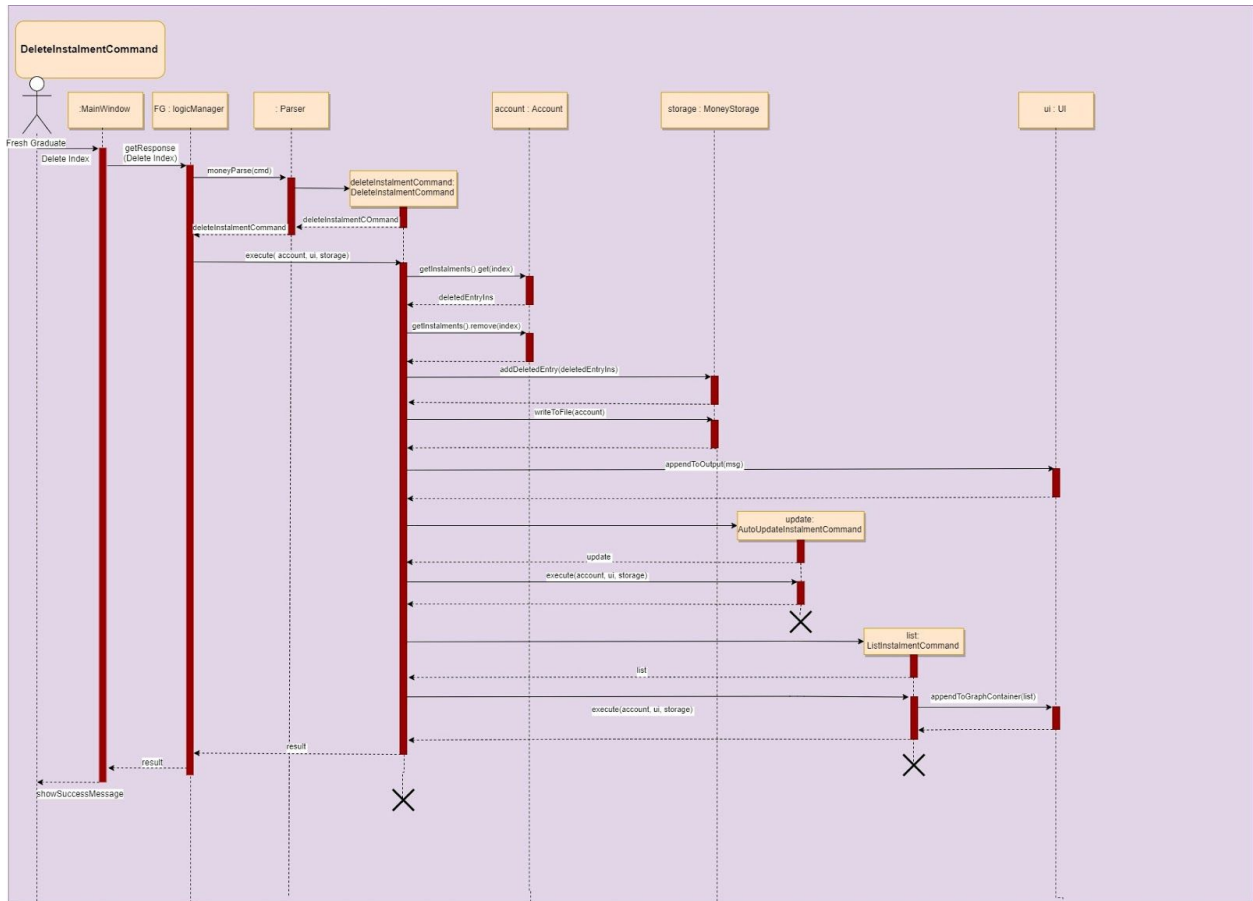 DeleteInstalmentCommand
:MainWindow
FG : logicManager
: Parser
account : Account
storage : MoneyStorage
ui : UI
Fresh Graduate
Delete Index
getResponse
(Delete Index)
moneyParse(cmd)
deleteInstalmentCommand:
DeleteInstalmentCommand
deleteInstalmentCOmmand
deleteInstalmentCommand
execute( account, ui, storage)
getInstalments().get(index)
deletedEntryIns
getInstalments().remove(index)
addDeletedEntry(deletedEntryIns)
writeToFile(account)
appendToOutput(msg)
update:
AutoUpdateInstalmentCommand
update
execute(account, ui, storage)
list:
ListInstalmentCommand
list
appendToGraphContainer(list)
execute(account, ui, storage)
result
result
showSuccessMessage